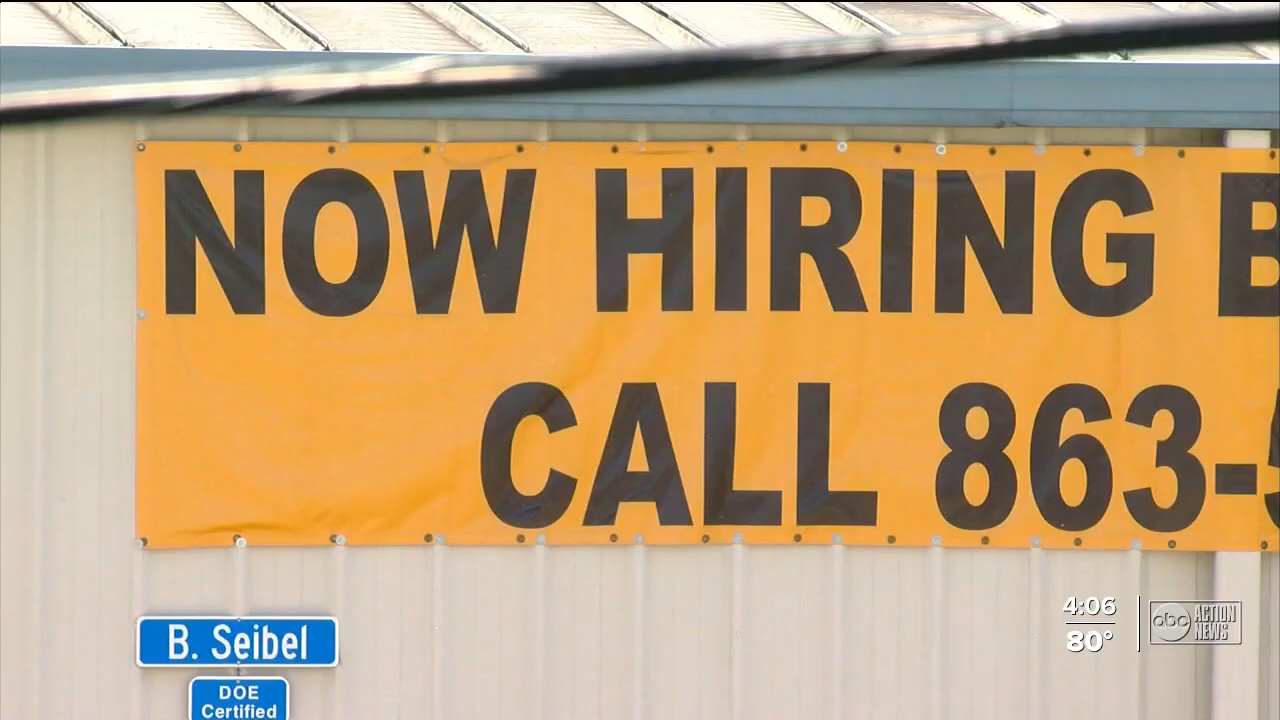 NOW HIRING B
CALL 863-
B. Seibel
DOE
Certified
4:06
80°
abc ACTION
NEWS